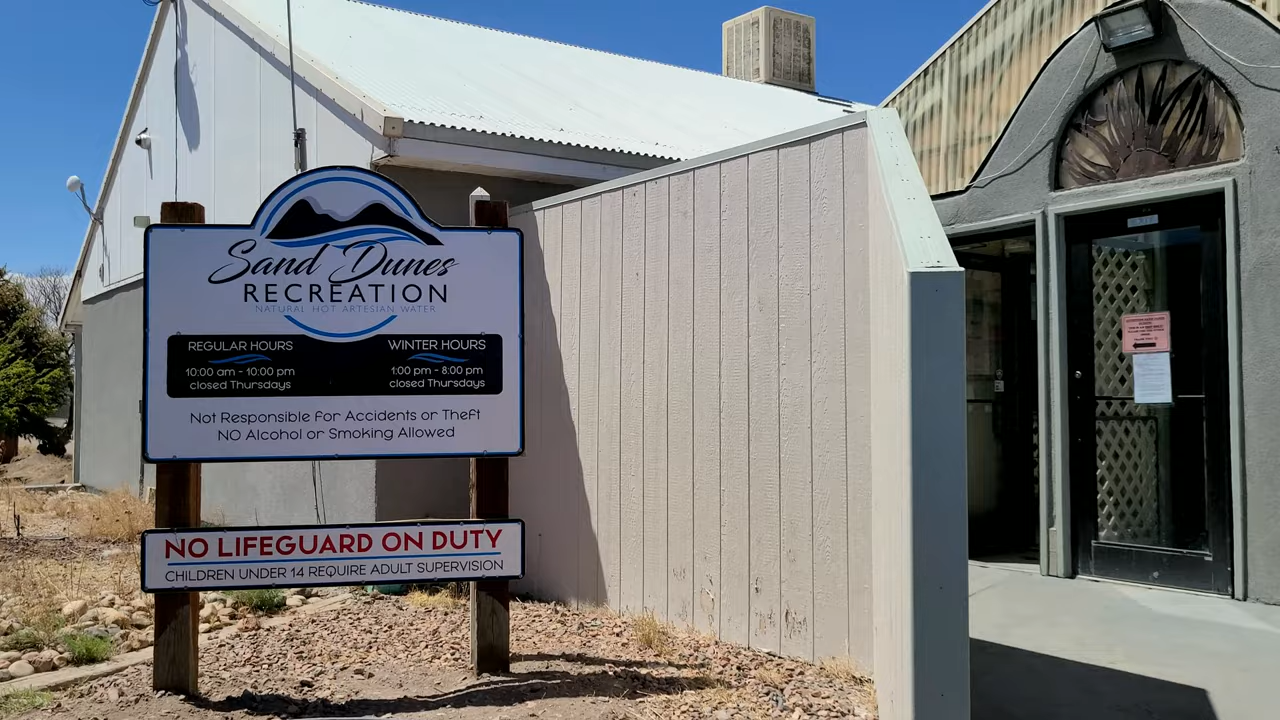 Sand Dunes
RECREATION
NATURAL HOT ARTESIAN WATER
REGULAR HOURS
10:00 am - 10:00 pm
closed Thursdays
WINTER HOURS
1:00 pm - 8:00 pm
closed Thursdays
Not Responsible for Accidents or Theft
NO Alcohol or Smoking Allowed
NO LIFEGUARD ON DUTY
CHILDREN UNDER 14 REQUIRE ADULT SUPERVISION